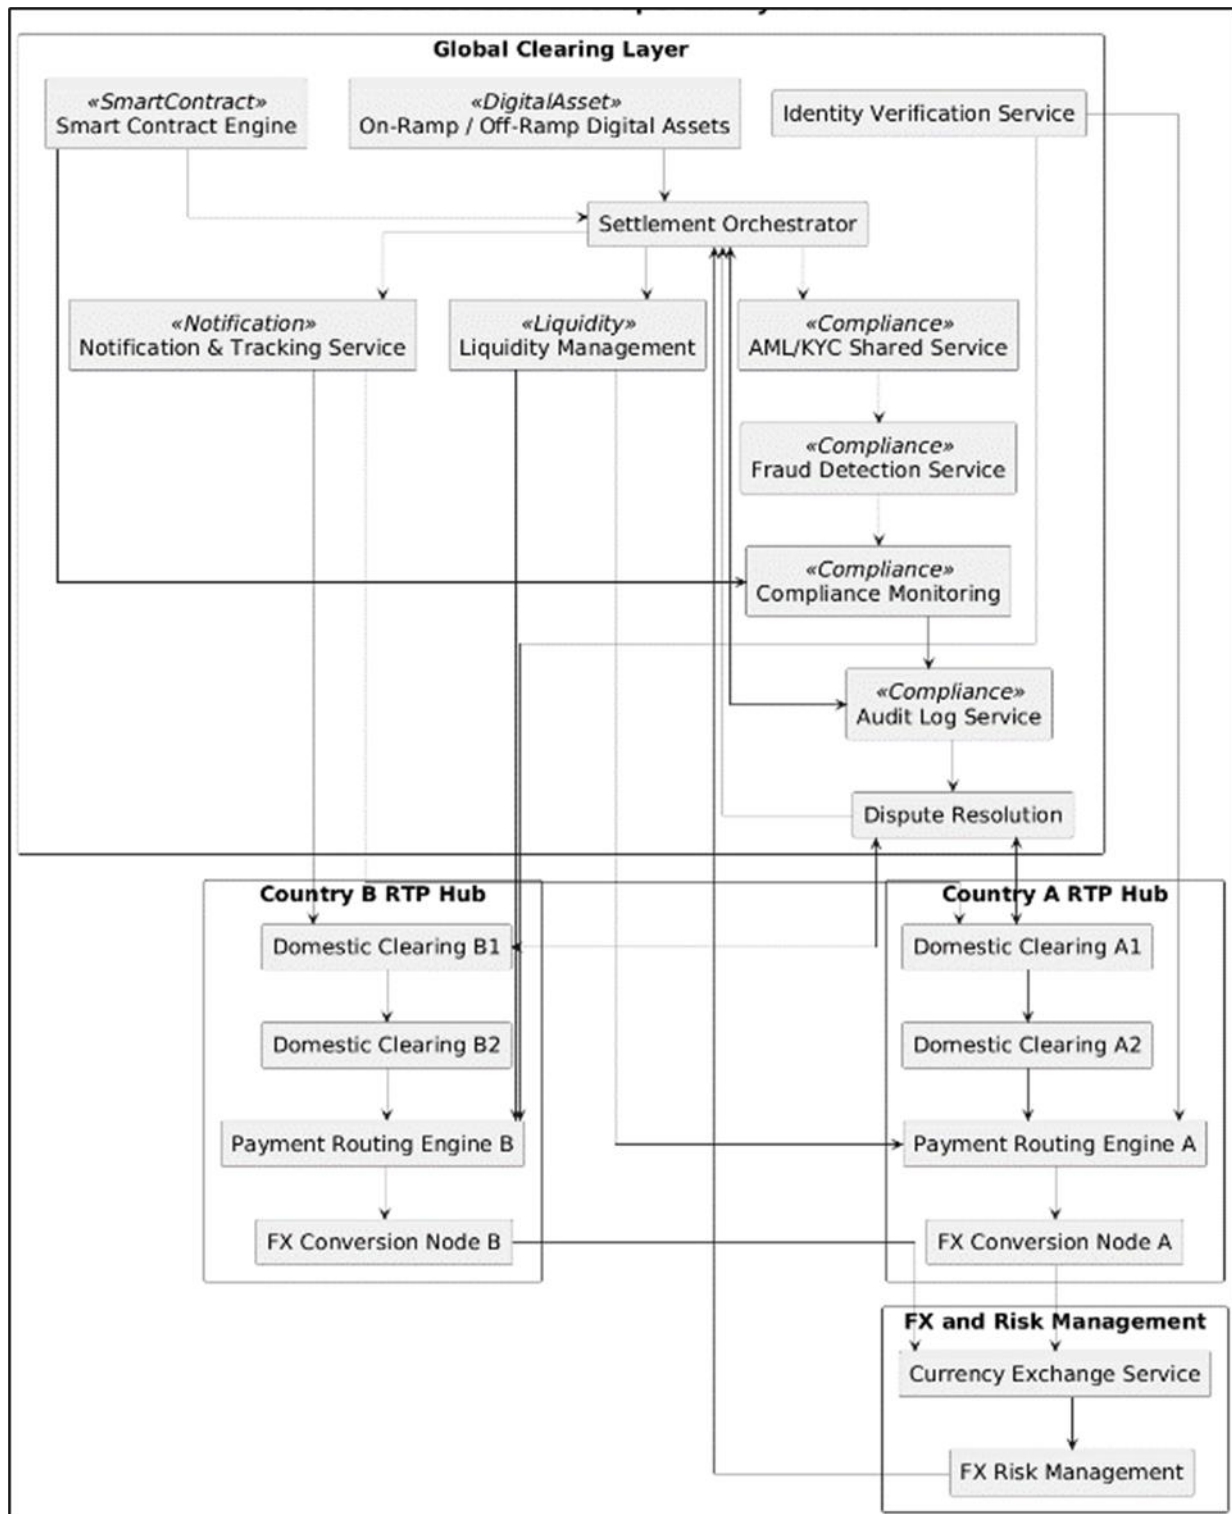 Global Clearing Layer
«SmartContract»
Smart Contract Engine
«DigitalAsset»
On-Ramp / Off-Ramp Digital Assets
Identity Verification Service
Settlement Orchestrator
«Notification»
Notification & Tracking Service
«Liquidity»
Liquidity Management
«Compliance»
AML/KYC Shared Service
«Compliance»
Fraud Detection Service
«Compliance»
Compliance Monitoring
«Compliance»
Audit Log Service
Dispute Resolution
Country B RTP Hub
Domestic Clearing B1
Domestic Clearing B2
Payment Routing Engine B
FX Conversion Node B
Country A RTP Hub
Domestic Clearing A1
Domestic Clearing A2
Payment Routing Engine A
FX Conversion Node A
FX and Risk Management
Currency Exchange Service
FX Risk Management